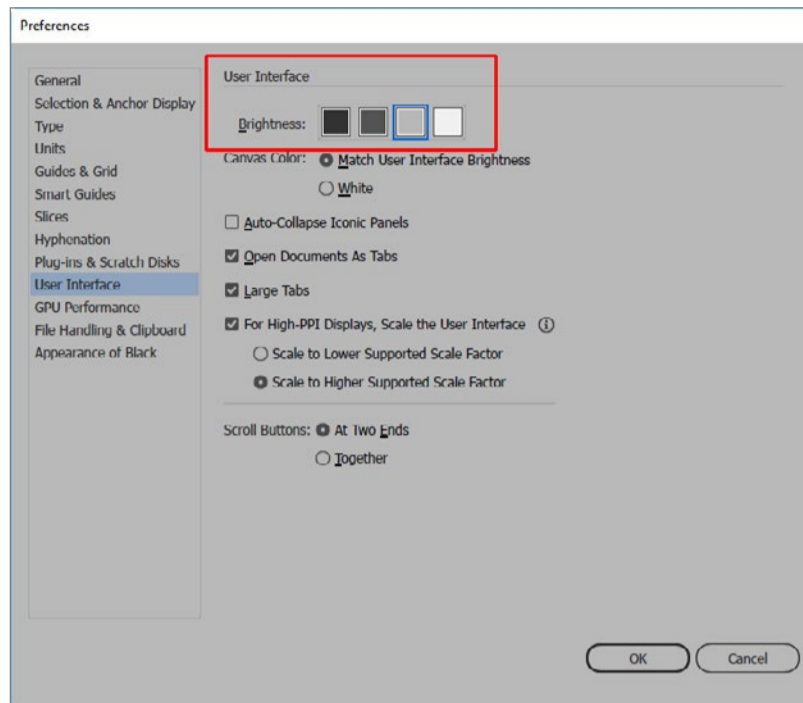 Preferences
General
Selection & Anchor Display
Type
Units
Guides & Grid
Smart Guides
Slices
Hyphenation
Plug-ins & Scratch Disks
User Interface
GPU Performance
File Handling & Clipboard
Appearance of Black
User Interface
Brightness:
Canvas Color: Match User Interface Brightness
White
Auto-Collapse Iconic Panels
Open Documents As Tabs
Large Tabs
For High-PPI Displays, Scale the User Interface
Scale to Lower Supported Scale Factor
Scale to Higher Supported Scale Factor
Scroll Buttons: At Two Ends
Together
OK Cancel